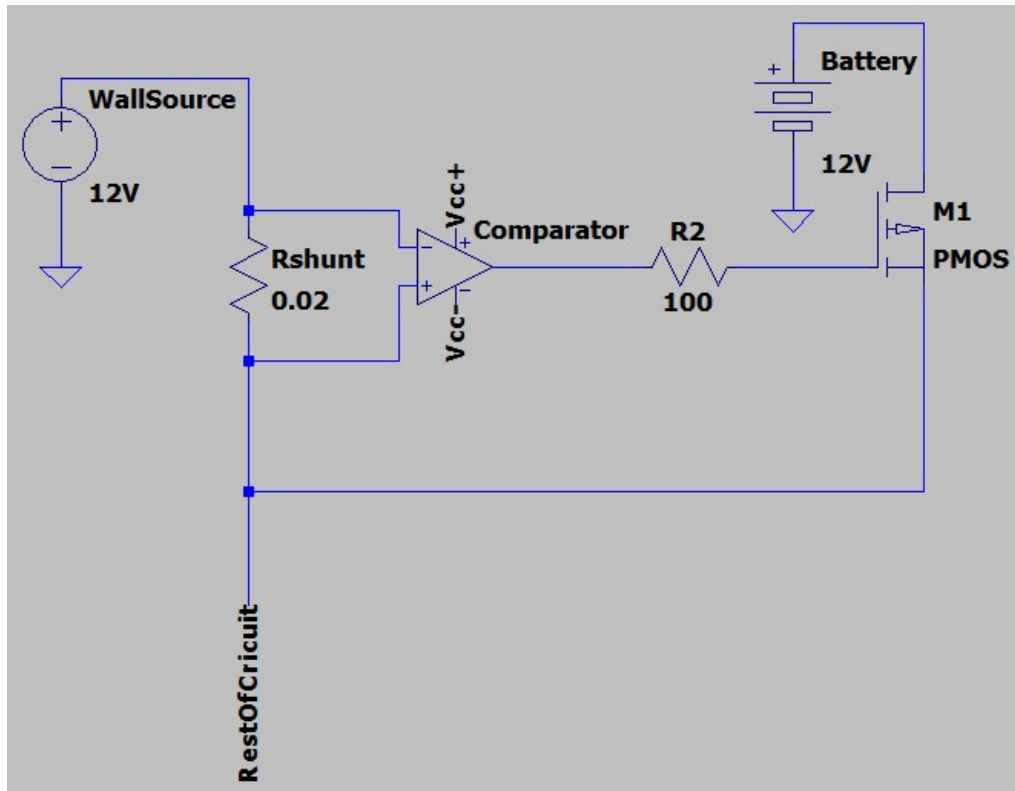 WallSource
12V
Rshunt
0.02
Vcc+
+
-
Comparator
Vcc-
R2
100
Battery
+
12V
M1
PMOS
RestOfCricuit